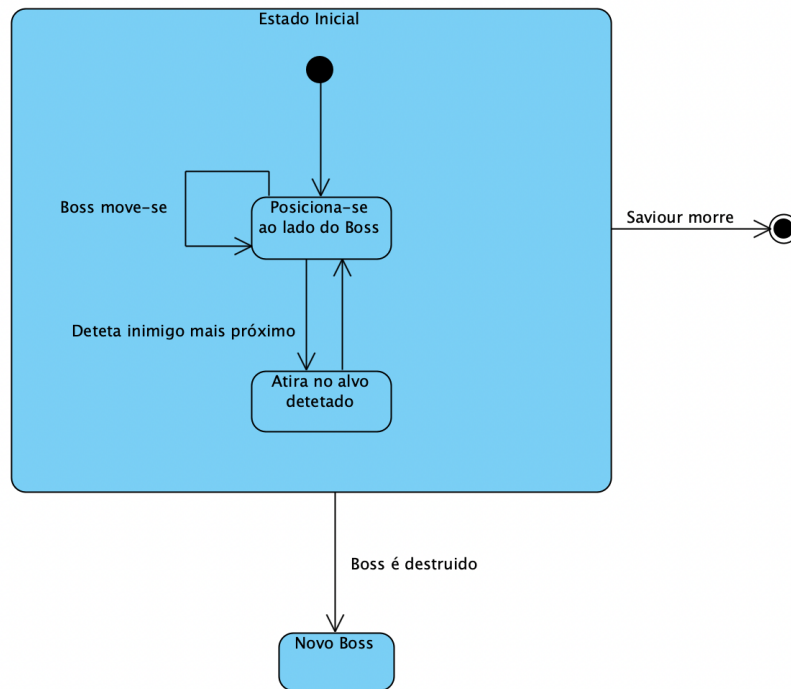 Estado Inicial
Boss move-se
Posiciona-se
ao lado do Boss
Saviour morre
Deteta inimigo mais próximo
Atira no alvo
detetado
Boss é destruido
Novo Boss